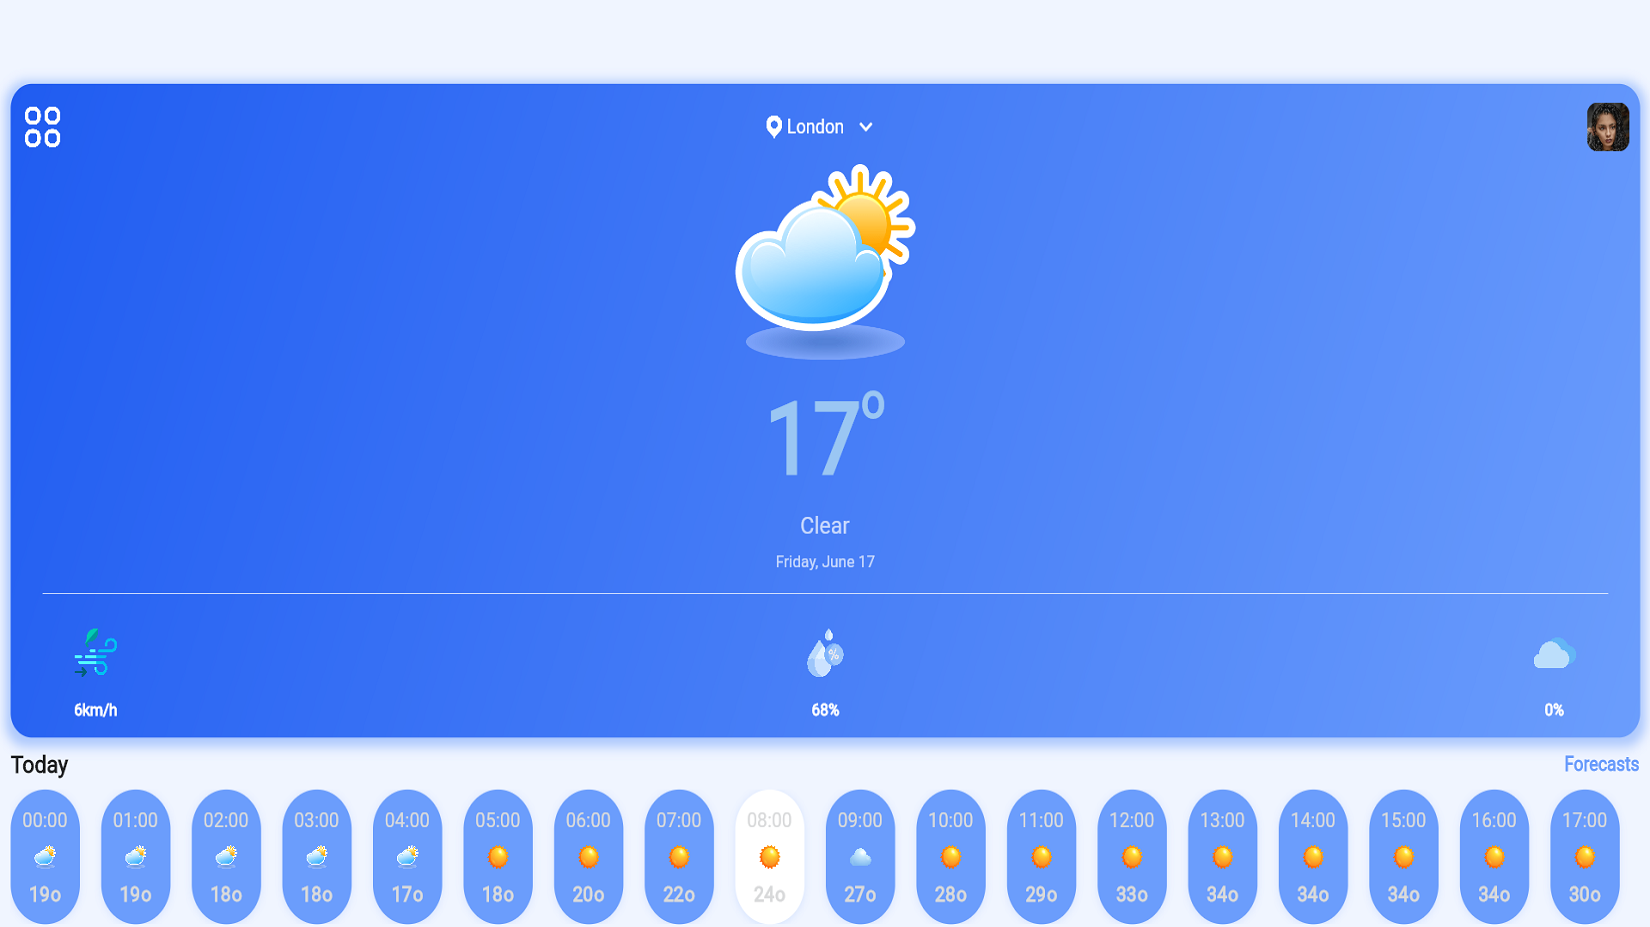 London
17°
Clear
Friday, June 17
%
6km/h
68%
0%
Today
Forecasts
00:00 01:00 02:00 03:00 04:00 05:00 06:00 07:00 08:00 09:00 10:00 11:00 12:00 13:00 14:00 15:00 16:00 17:00
19o 19o 18o 18o 17o 18o 20o 22o 24o 27o 28o 29o 33o 34o 34o 34o 34o 30o